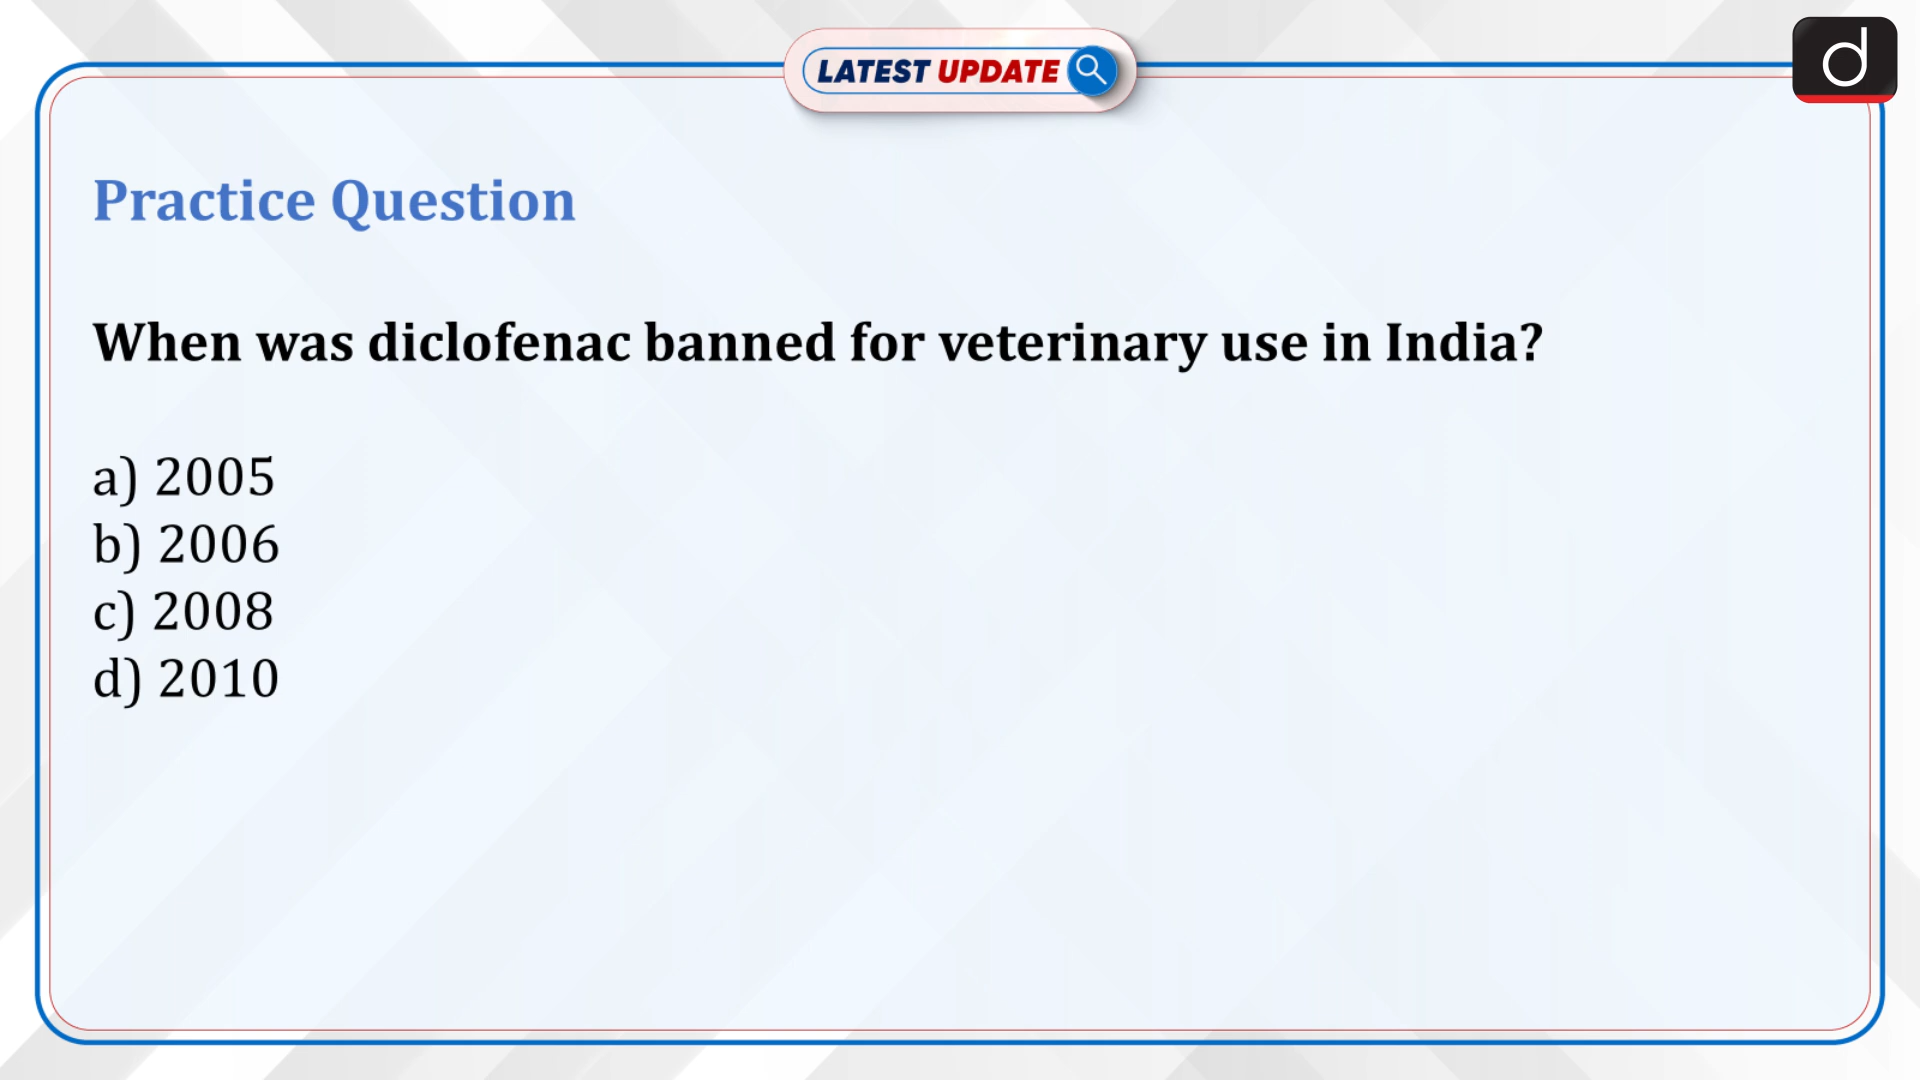 LATEST UPDATE
d
Practice Question
When was diclofenac banned for veterinary use in India?
a) 2005
b) 2006
c) 2008
d) 2010